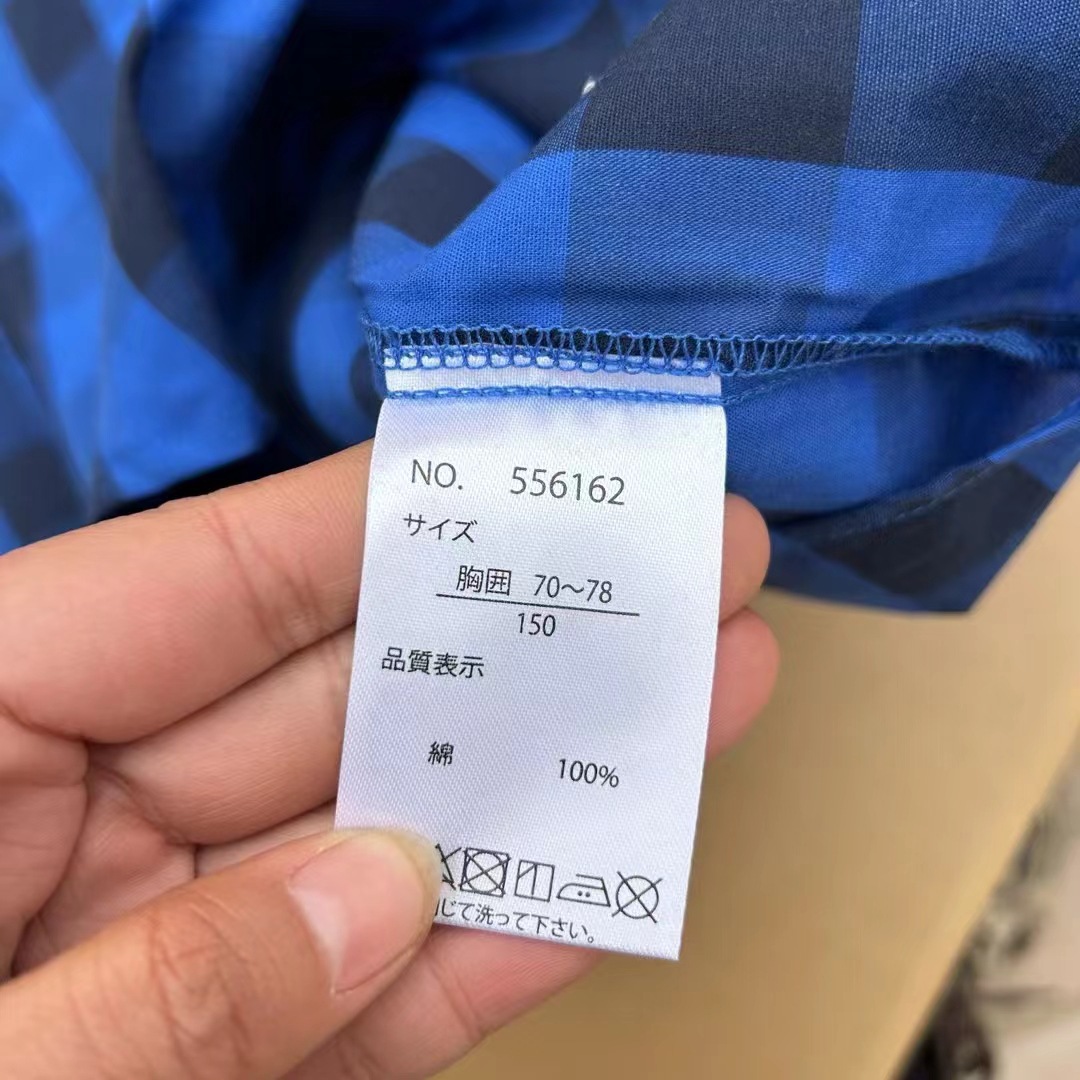 NO. 556162
サイズ
胸囲 70～78
150
品質表示
綿 100%
じて洗って下さい。